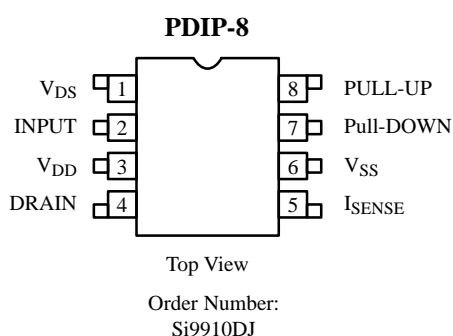 PDIP-8
VDS 1 8 PULL-UP
INPUT 2 7 Pull-DOWN
VDD 3 6 VSS
DRAIN 4 5 ISENSE
Top View
Order Number:
Si9910DJ